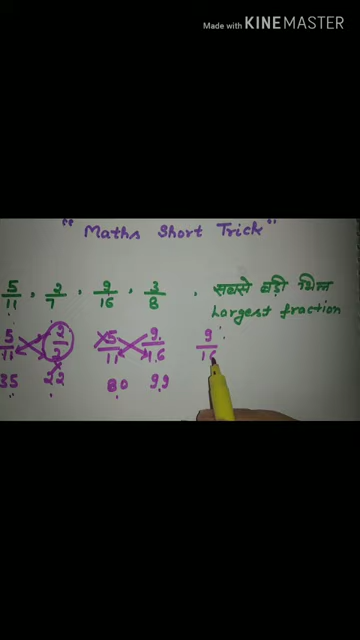 Made with KINEMASTER
"Maths Short Trick"
5/11, 2/7, 9/16, 3/8, सबसे बड़ी भिन्न
Largest fraction
5/11 2/7 5/11 9/16 9/16
35 22 80 99